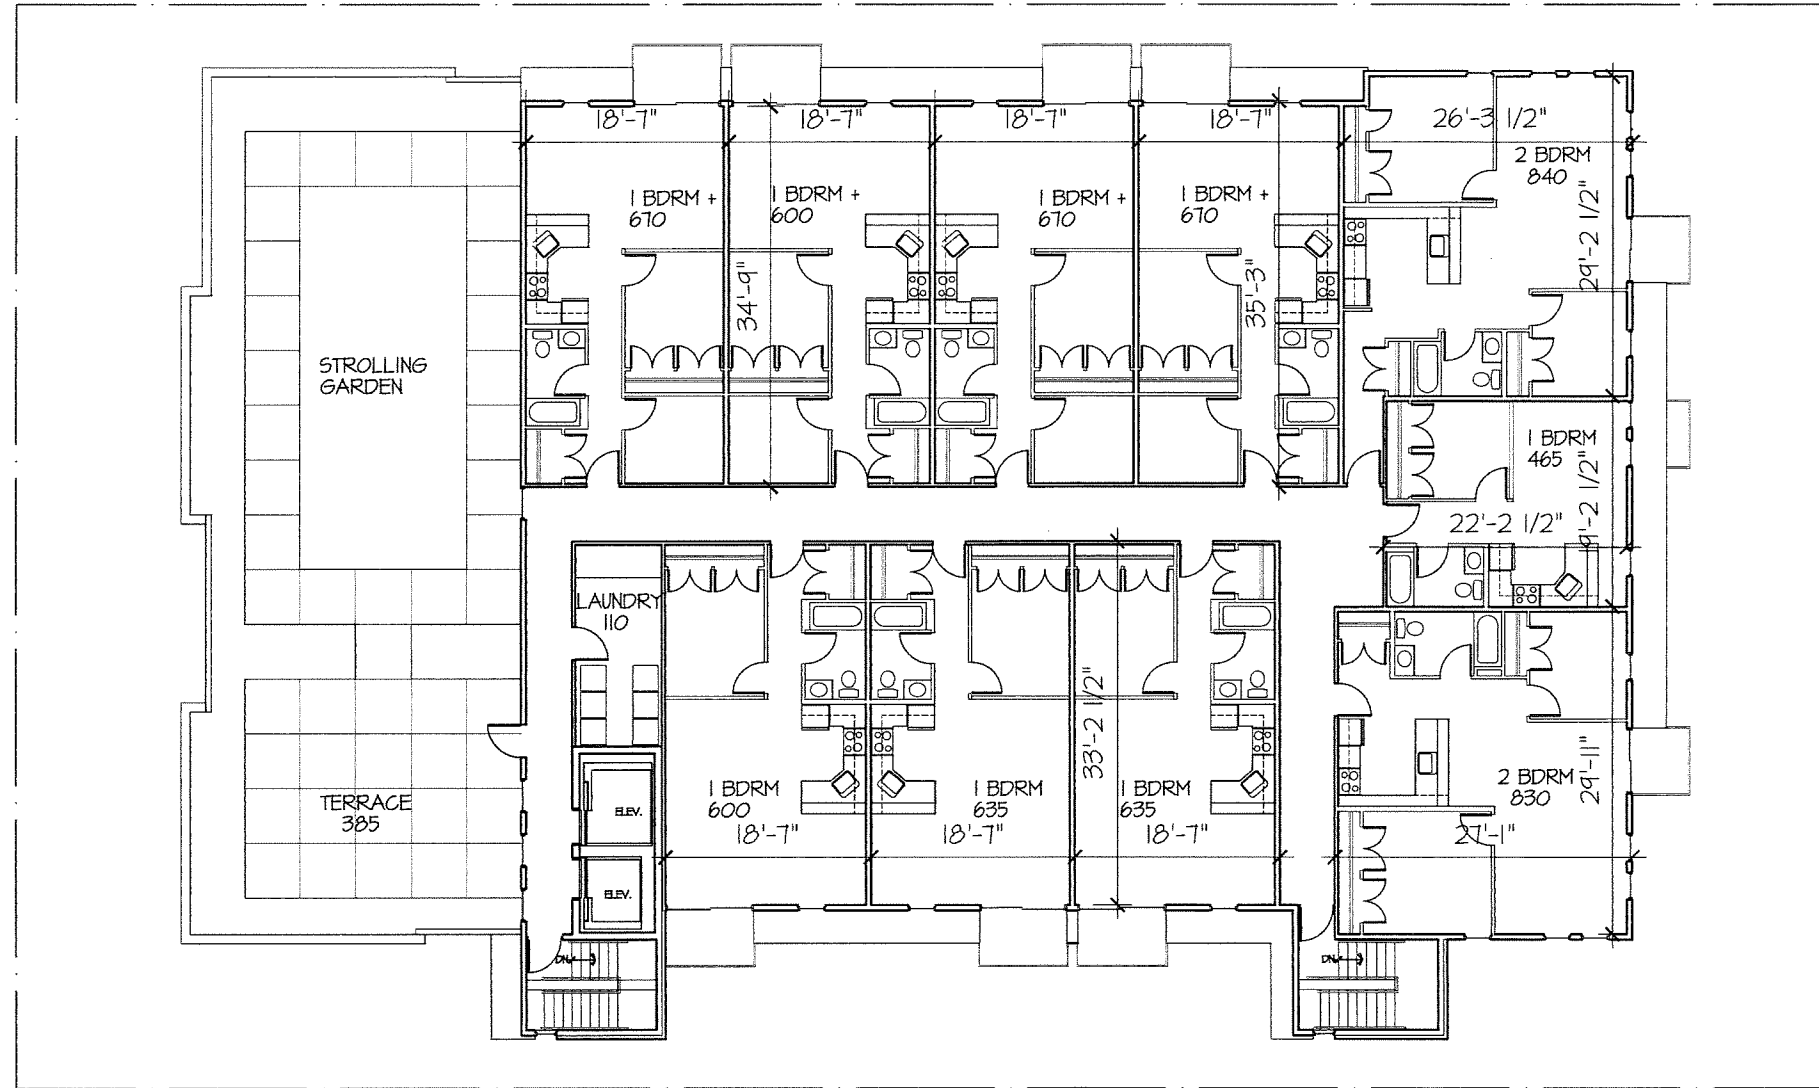 18'-7"
18'-7"
18'-7"
18'-7"
26'-3 1/2"
2 BDRM
840
29'-2 1/2"
1 BDRM +
670
1 BDRM +
600
1 BDRM +
670
1 BDRM +
670
34'-9"
35'-3"
STROLLING
GARDEN
1 BDRM
465
22'-2 1/2"
9'-2 1/2"
LAUNDRY
110
33'-2 1/2"
1 BDRM
600
18'-7"
1 BDRM
635
18'-7"
1 BDRM
635
18'-7"
2 BDRM
830
29'-11"
27'-1"
TERRACE
385
ELEV.
ELEV.
DN
DN